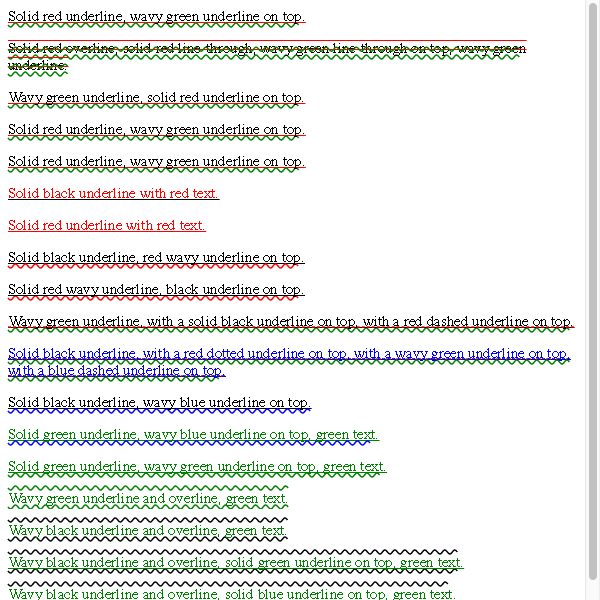 Solid red underline, wavy green underline on top.
Solid red overline, solid red line-through, wavy green line-through on top, wavy green
underline.
Wavy green underline, solid red underline on top.
Solid red underline, wavy green underline on top.
Solid red underline, wavy green underline on top.
Solid black underline with red text.
Solid red underline with red text.
Solid black underline, red wavy underline on top.
Solid red wavy underline, black underline on top.
Wavy green underline, with a solid black underline on top, with a red dashed underline on top.
Solid black underline, with a red dotted underline on top, with a wavy green underline on top,
with a blue dashed underline on top.
Solid black underline, wavy blue underline on top.
Solid green underline, wavy blue underline on top, green text.
Solid green underline, wavy green underline on top, green text.
Wavy green underline and overline, green text.
Wavy black underline and overline, green text.
Wavy black underline and overline, solid green underline on top, green text.
Wavy black underline and overline, solid blue underline on top, green text.